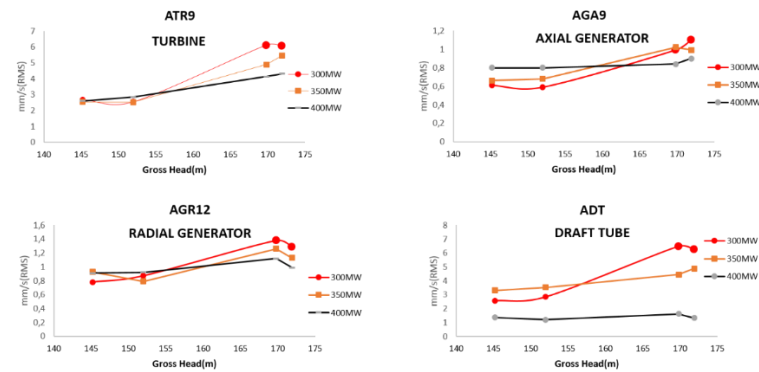 ATR9
TURBINE
mm/s(RMS)
7
6
5
4
3
2
1
0
140 145 150 155 160 165 170 175
Gross Head(m)
300MW
350MW
400MW
AGA9
AXIAL GENERATOR
mm/s(RMS)
1,2
1
0,8
0,6
0,4
0,2
0
140 145 150 155 160 165 170 175
Gross Head(m)
300MW
350MW
400MW
AGR12
RADIAL GENERATOR
mm/s(RMS)
1,6
1,4
1,2
1
0,8
0,6
0,4
0,2
0
140 145 150 155 160 165 170 175
Gross Head(m)
300MW
350MW
400MW
ADT
DRAFT TUBE
mm/s(RMS)
8
7
6
5
4
3
2
1
0
140 145 150 155 160 165 170 175
Gross Head(m)
300MW
350MW
400MW